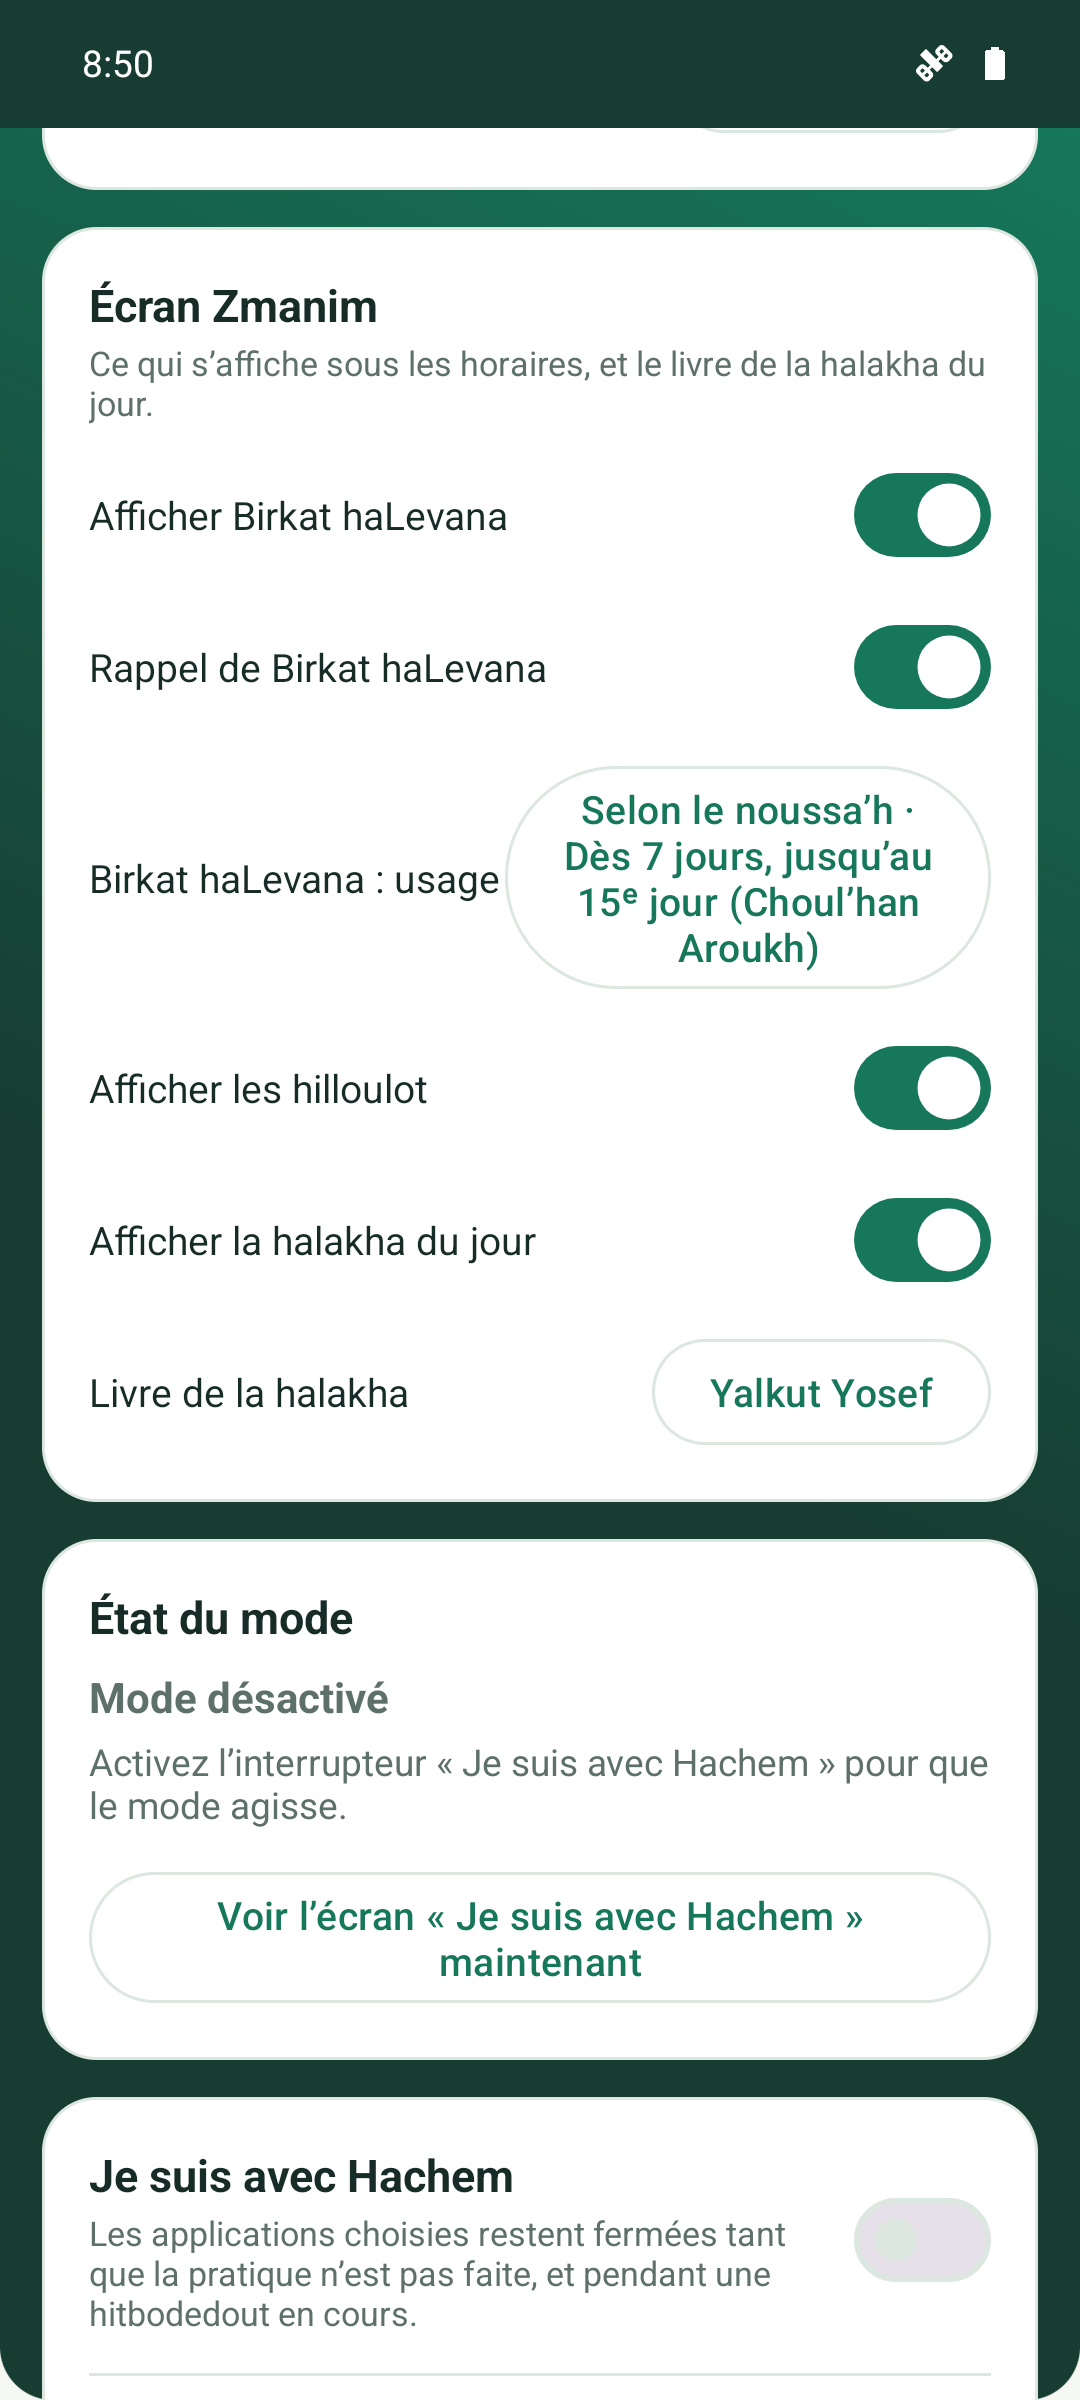 8:50
Écran Zmanim
Ce qui s’affiche sous les horaires, et le livre de la halakha du
jour.
Afficher Birkat haLevana
Rappel de Birkat haLevana
Birkat haLevana : usage
Selon le noussa’h ·
Dès 7 jours, jusqu’au
15ᵉ jour (Choul’han
Aroukh)
Afficher les hilloulot
Afficher la halakha du jour
Livre de la halakha
Yalkut Yosef
État du mode
Mode désactivé
Activez l’interrupteur « Je suis avec Hachem » pour que
le mode agisse.
Voir l’écran « Je suis avec Hachem »
maintenant
Je suis avec Hachem
Les applications choisies restent fermées tant
que la pratique n’est pas faite, et pendant une
hitbodedout en cours.